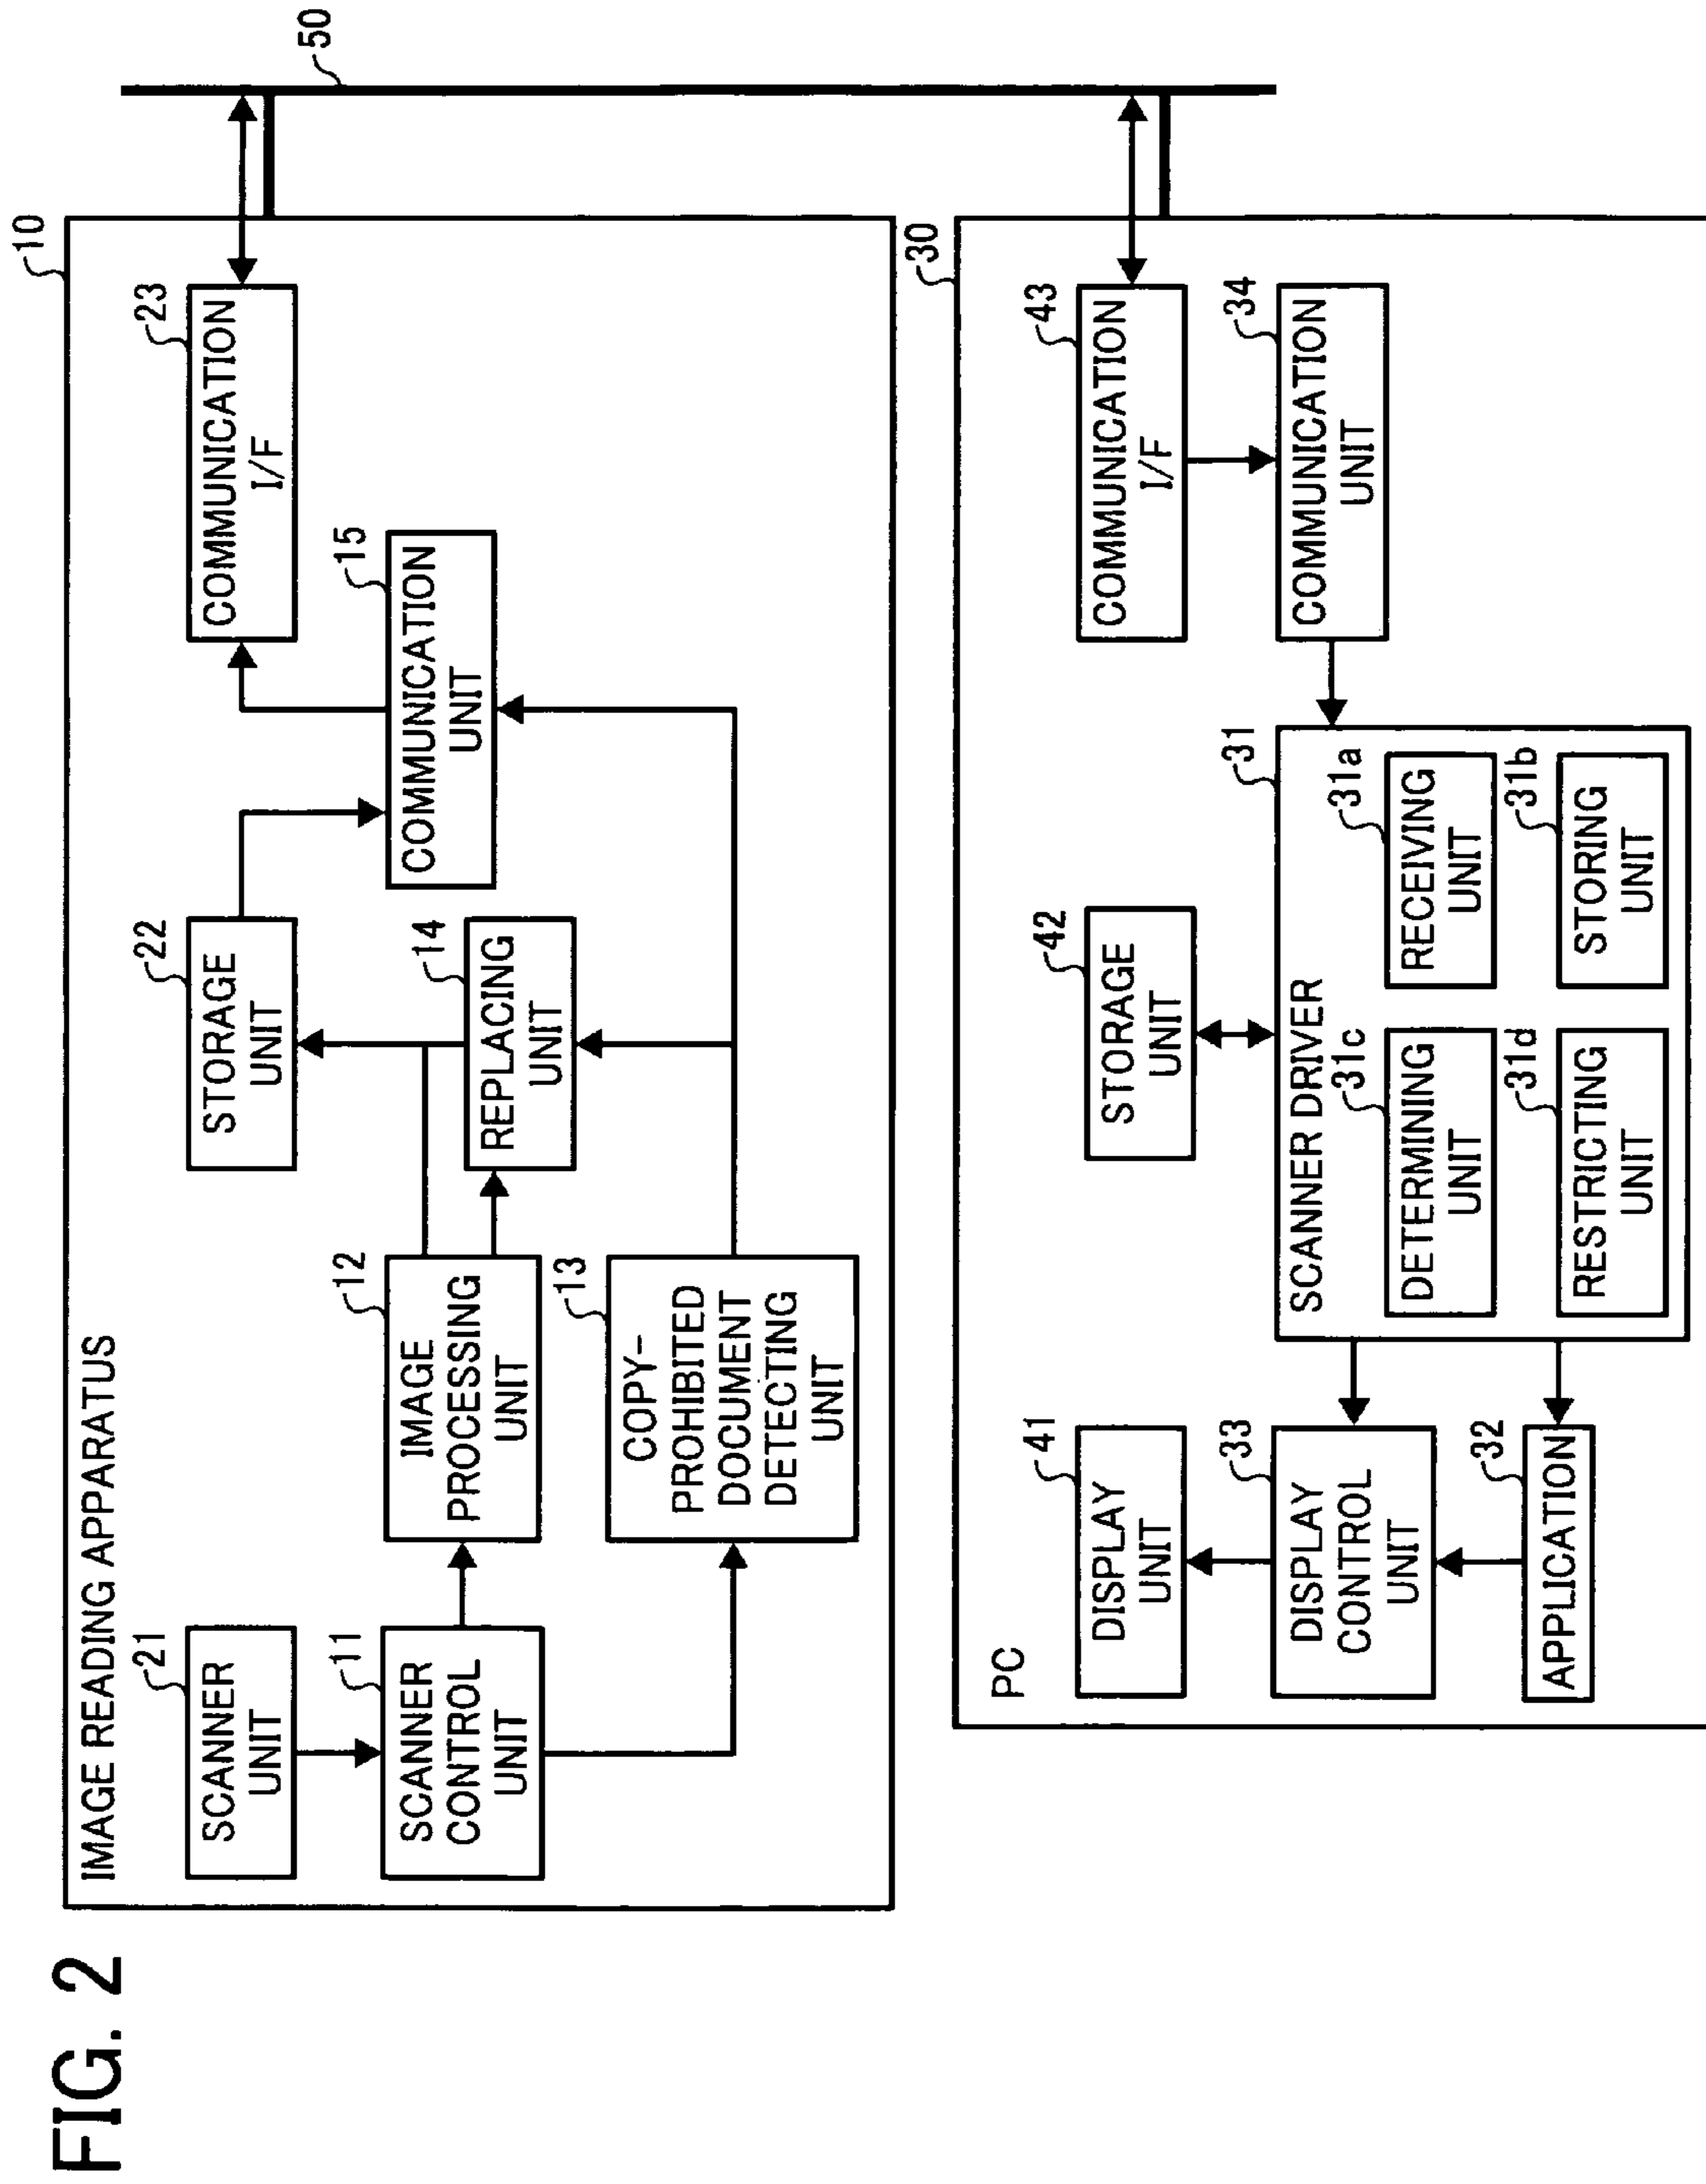 FIG. 2
IMAGE READING APPARATUS
10
SCANNER
UNIT
21
STORAGE
UNIT
22
COMMUNICATION
I/F
23
50
SCANNER
CONTROL
UNIT
11
IMAGE
PROCESSING
UNIT
12
REPLACING
UNIT
14
COMMUNICATION
UNIT
15
COPY-
PROHIBITED
DOCUMENT
DETECTING
UNIT
13
PC
30
DISPLAY
UNIT
41
STORAGE
UNIT
42
COMMUNICATION
I/F
43
DISPLAY
CONTROL
UNIT
33
SCANNER DRIVER
31
COMMUNICATION
UNIT
34
DETERMINING
UNIT
31c
RECEIVING
UNIT
31a
APPLICATION
32
RESTRICTING
UNIT
31d
STORING
UNIT
31b